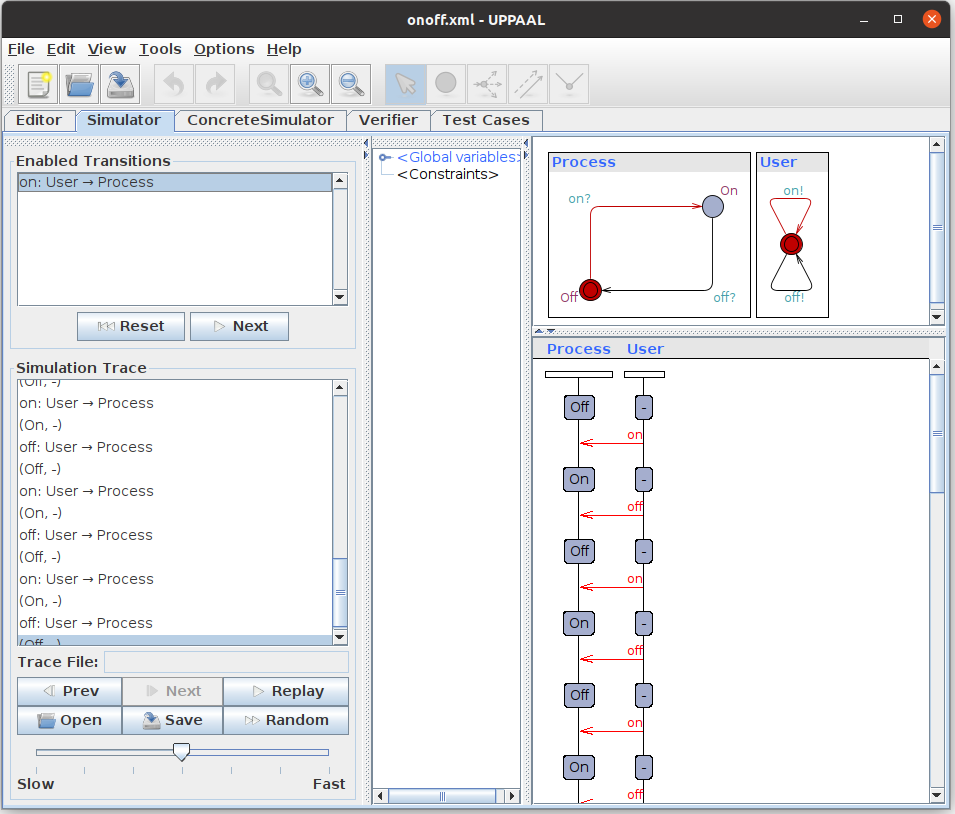 onoff.xml - UPPAAL
File Edit View Tools Options Help
Editor Simulator ConcreteSimulator Verifier Test Cases
Enabled Transitions
on: User → Process
Reset Next
Simulation Trace
(Off, -)
on: User → Process
(On, -)
off: User → Process
(Off, -)
on: User → Process
(On, -)
off: User → Process
(Off, -)
on: User → Process
(On, -)
off: User → Process
(Off, -)
Trace File:
Prev Next Replay
Open Save Random
Slow Fast
<Global variables>
<Constraints>
Process
on?
On
Off
off?
User
on!
off!
Process User
Off -
on
On -
off
Off -
on
On -
off
Off -
on
On -
off